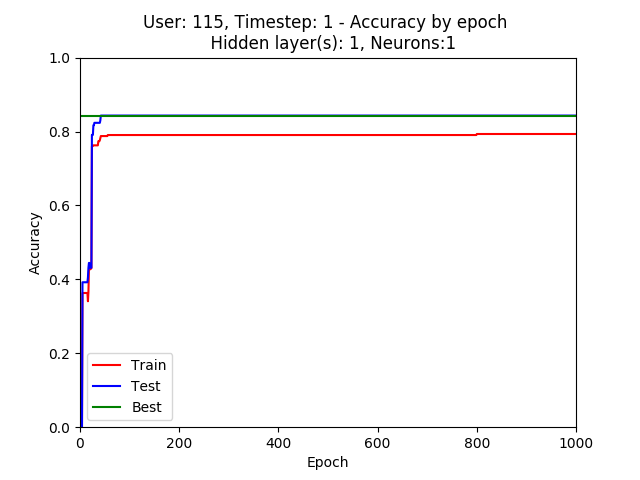 User: 115, Timestep: 1 - Accuracy by epoch
Hidden layer(s): 1, Neurons:1
1.0
0.8
0.6
0.4
0.2
0.0
Accuracy
Train
Test
Best
0 200 400 600 800 1000
Epoch